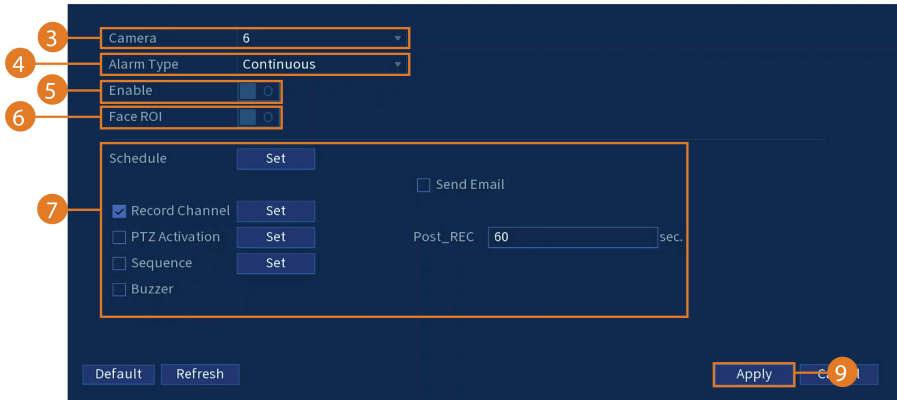 3 Camera 6
4 Alarm Type Continuous
5 Enable
6 Face ROI
Schedule Set
Send Email
7 Record Channel Set
PTZ Activation Set Post_REC 60 sec.
Sequence Set
Buzzer
Default Refresh Apply 9